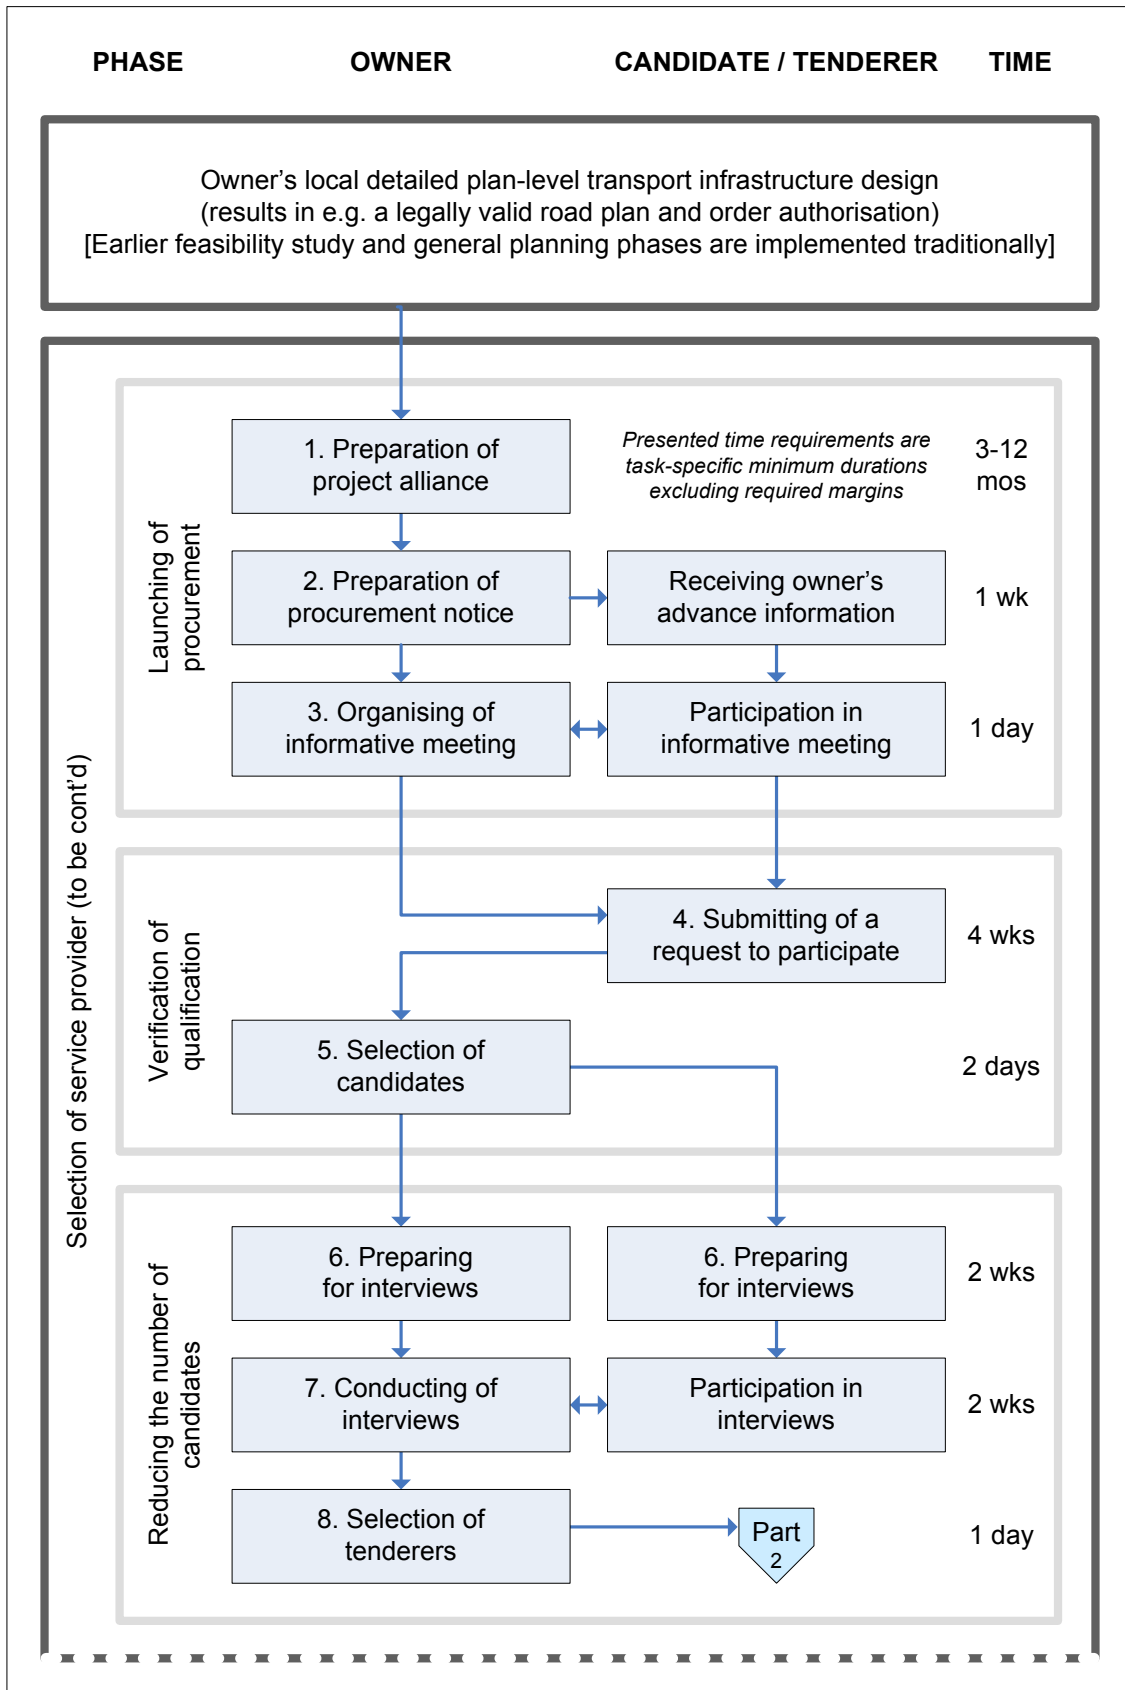 PHASE
OWNER
CANDIDATE / TENDERER
TIME
Owner’s local detailed plan-level transport infrastructure design
(results in e.g. a legally valid road plan and order authorisation)
[Earlier feasibility study and general planning phases are implemented traditionally]
Selection of service provider (to be cont’d)
Launching of
procurement
1. Preparation of
project alliance
Presented time requirements are
task-specific minimum durations
excluding required margins
3-12
mos
2. Preparation of
procurement notice
Receiving owner’s
advance information
1 wk
3. Organising of
informative meeting
Participation in
informative meeting
1 day
Verification of
qualification
4. Submitting of a
request to participate
4 wks
5. Selection of
candidates
2 days
Reducing the number of
candidates
6. Preparing
for interviews
6. Preparing
for interviews
2 wks
7. Conducting of
interviews
Participation in
interviews
2 wks
8. Selection of
tenderers
Part
2
1 day